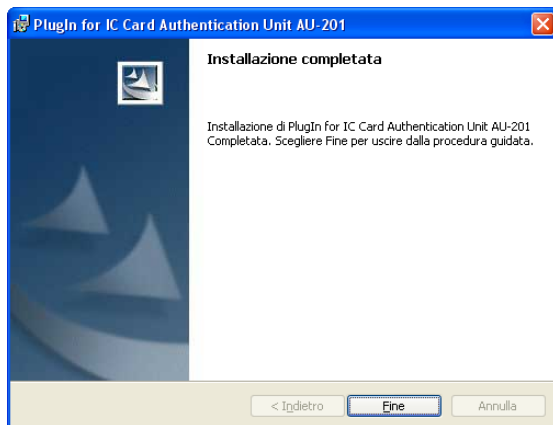 PlugIn for IC Card Authentication Unit AU-201
Installazione completata
Installazione di PlugIn for IC Card Authentication Unit AU-201
Completata. Scegliere Fine per uscire dalla procedura guidata.
< Indietro
Fine
Annulla